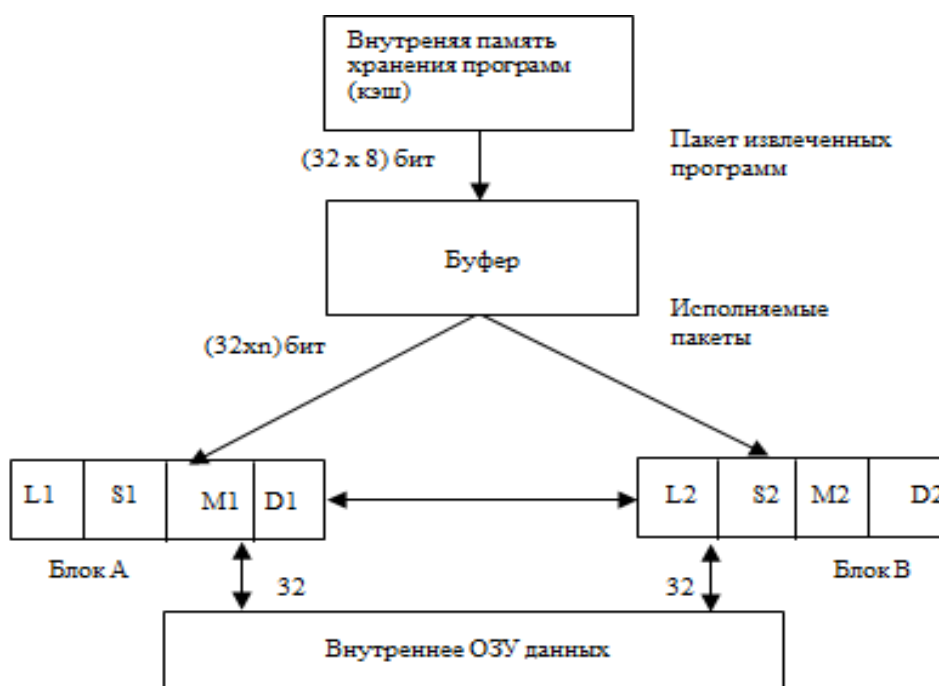 Внутреняя память
хранения программ
(кэш)
(32 x 8) бит
Пакет извлеченных
программ
Буфер
Исполняемые
пакеты
(32xn) бит
L1 S1 M1 D1
L2 S2 M2 D2
Блок А
Блок В
32
32
Внутреннее ОЗУ данных